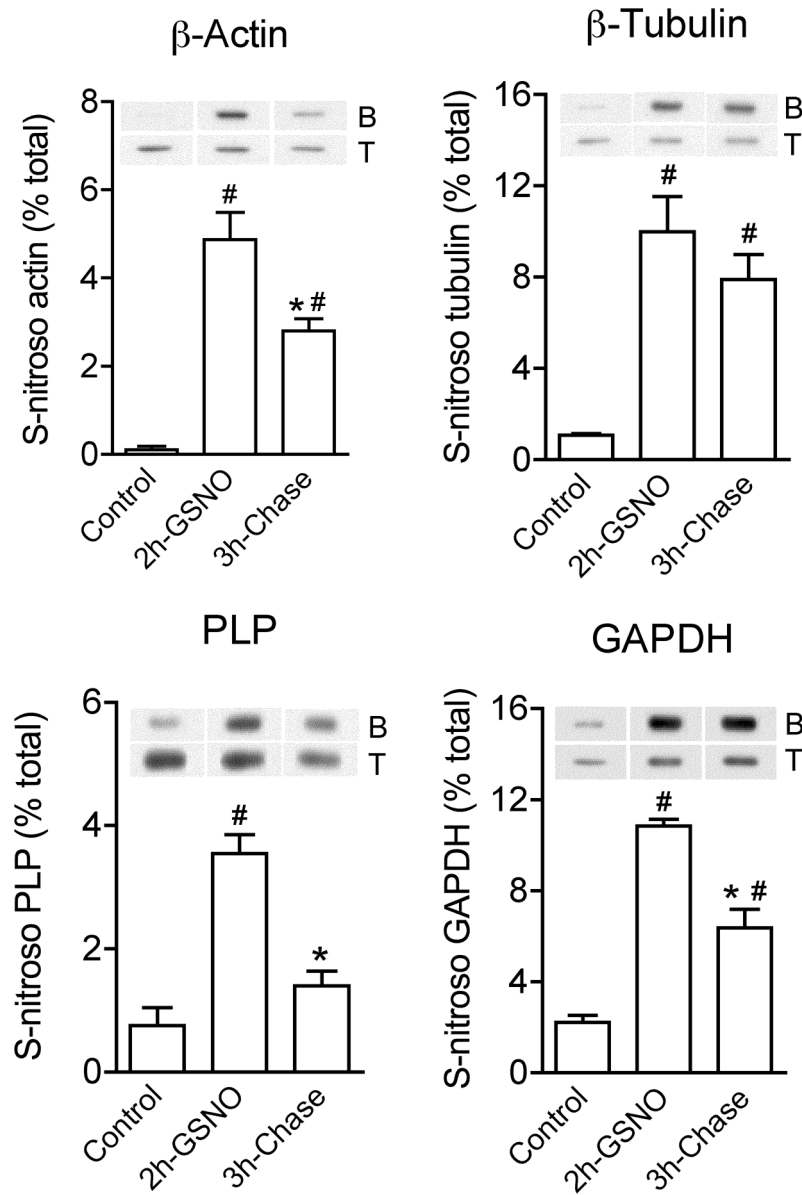 β-Actin
S-nitroso actin (% total)
8
6
4
2
0
B
T
#
* #
Control
2h-GSNO
3h-Chase
β-Tubulin
S-nitroso tubulin (% total)
16
12
8
4
0
B
T
#
#
Control
2h-GSNO
3h-Chase
PLP
S-nitroso PLP (% total)
6
4
2
0
B
T
#
*
Control
2h-GSNO
3h-Chase
GAPDH
S-nitroso GAPDH (% total)
16
12
8
4
0
B
T
#
* #
Control
2h-GSNO
3h-Chase